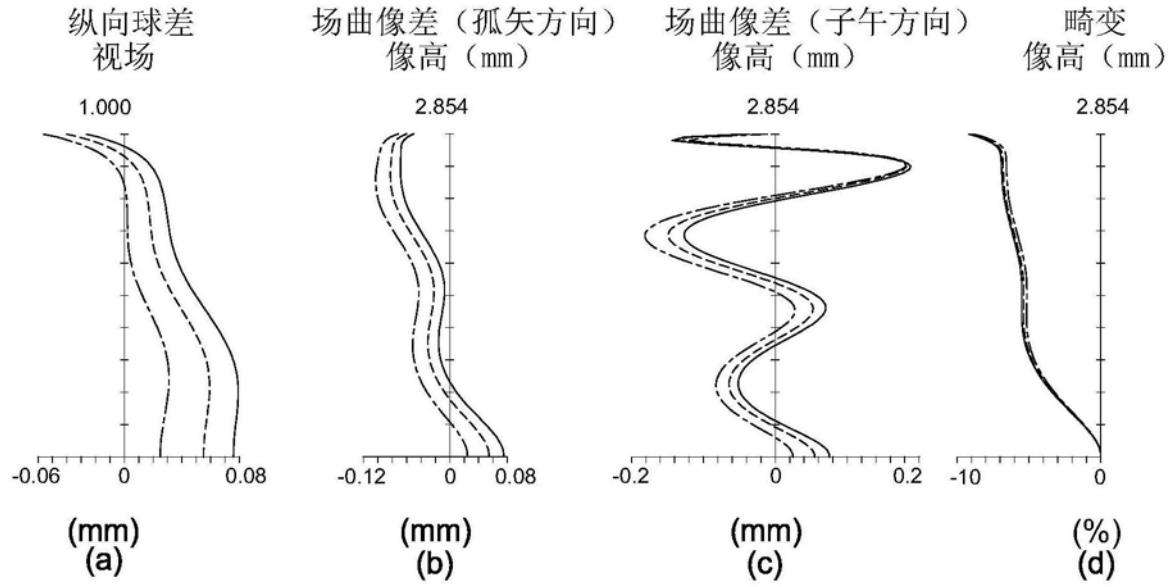 纵向球差
视场
1.000
-0.06 0 0.08
(mm)
(a)
场曲像差（孤矢方向）
像高（mm）
2.854
-0.12 0 0.08
(mm)
(b)
场曲像差（子午方向）
像高（mm）
2.854
-0.2 0 0.2
(mm)
(c)
畸变
像高（mm）
2.854
-10 0
(%)
(d)